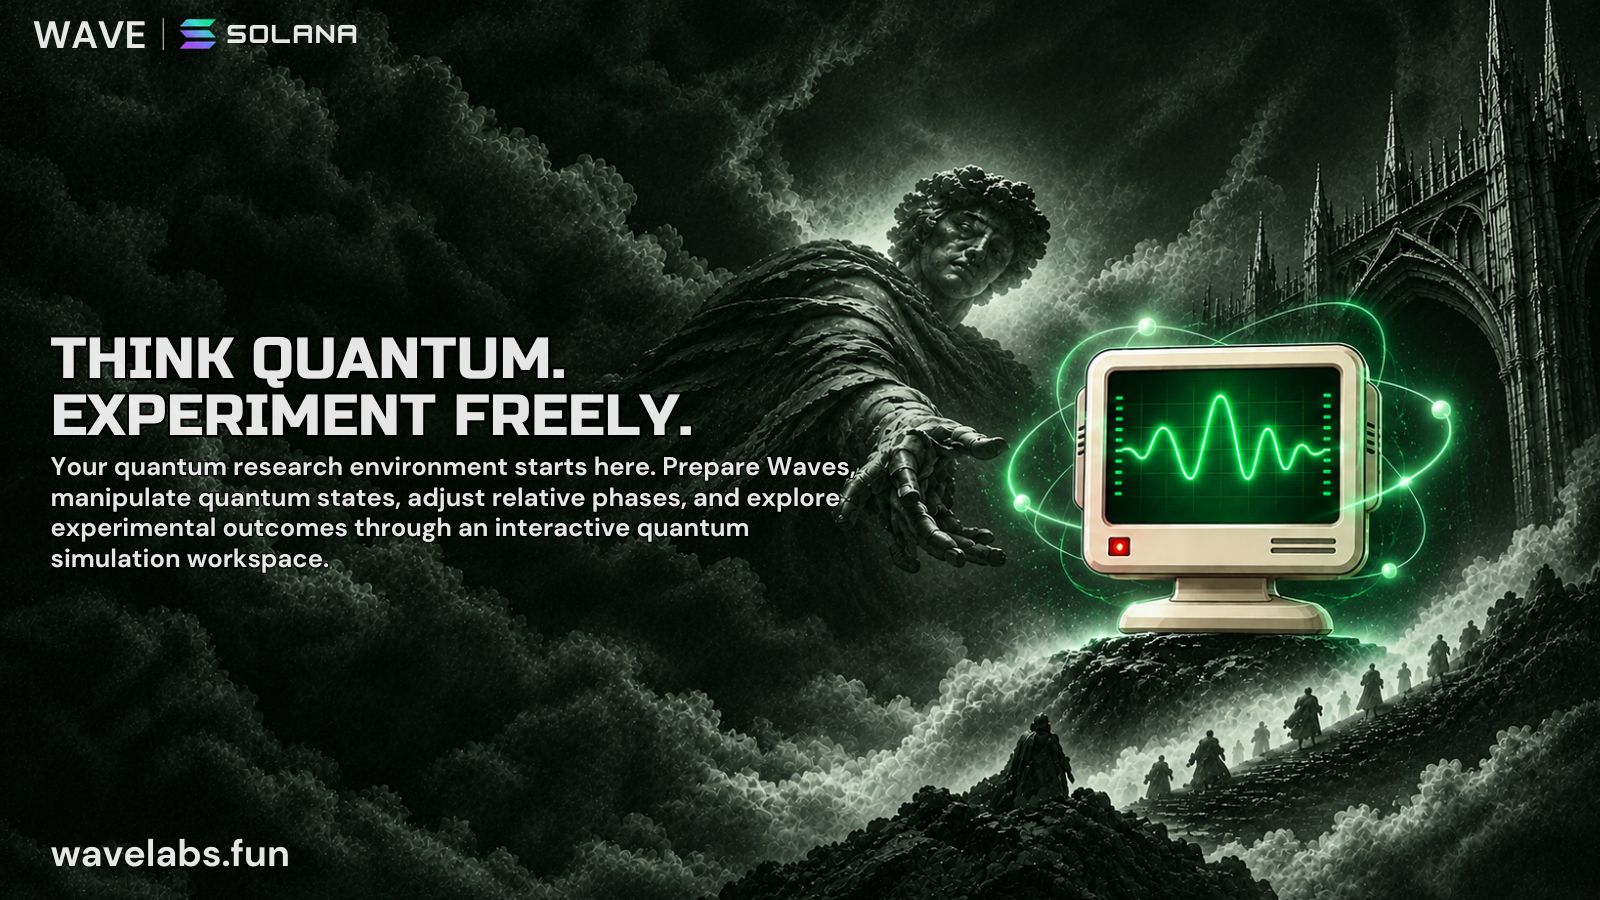 WAVE | SOLANA
THINK QUANTUM.
EXPERIMENT FREELY.
Your quantum research environment starts here. Prepare Waves,
manipulate quantum states, adjust relative phases, and explore
experimental outcomes through an interactive quantum
simulation workspace.
wavelabs.fun